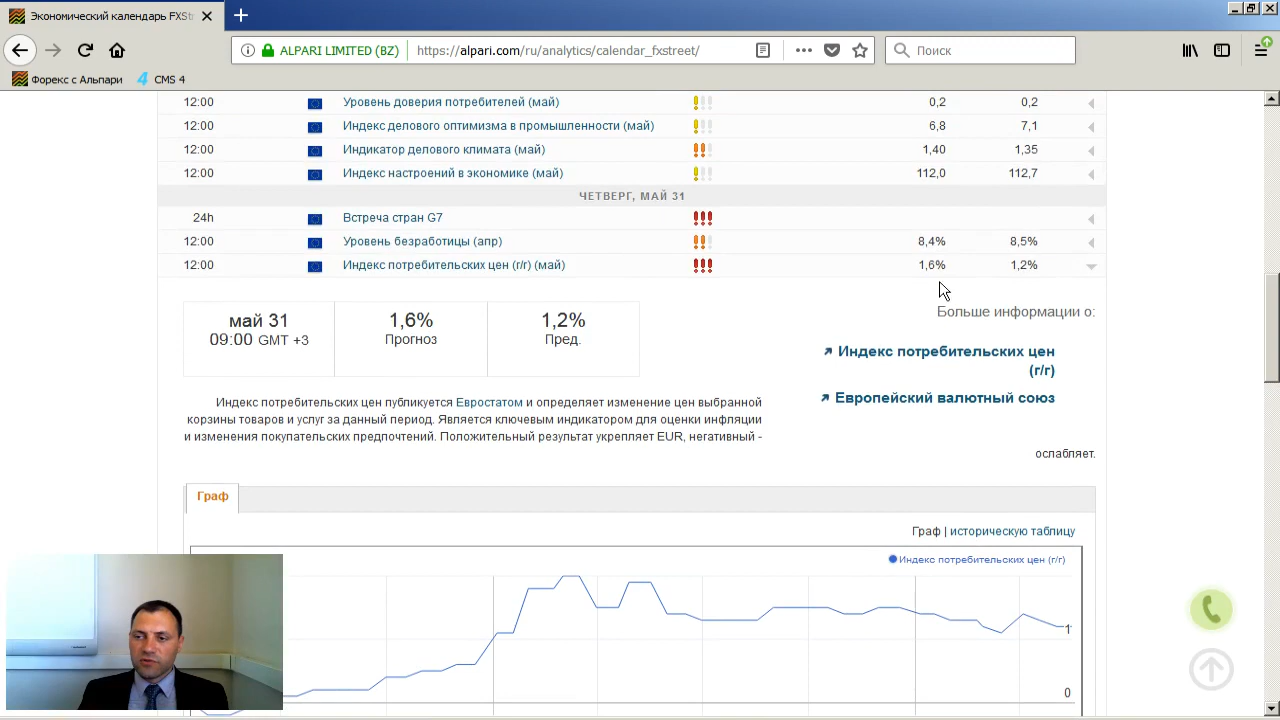 Экономический календарь FXStr
ALPARI LIMITED (BZ)
https://alpari.com/ru/analytics/calendar_fxstreet/
Поиск
Форекс с Альпари
CMS 4
12:00 Уровень доверия потребителей (май) 0,2 0,2
12:00 Индекс делового оптимизма в промышленности (май) 6,8 7,1
12:00 Индикатор делового климата (май) 1,40 1,35
12:00 Индекс настроений в экономике (май) 112,0 112,7
ЧЕТВЕРГ, МАЙ 31
24h Встреча стран G7
12:00 Уровень безработицы (апр) 8,4% 8,5%
12:00 Индекс потребительских цен (г/г) (май) 1,6% 1,2%
май 31
09:00 GMT +3
1,6%
Прогноз
1,2%
Пред.
Больше информации о:
Индекс потребительских цен
(г/г)
Европейский валютный союз
Индекс потребительских цен публикуется Евростатом и определяет изменение цен выбранной
корзины товаров и услуг за данный период. Является ключевым индикатором для оценки инфляции
и изменения покупательских предпочтений. Положительный результат укрепляет EUR, негативный -
ослабляет.
Граф
Граф | историческую таблицу
Индекс потребительских цен (г/г)
1
0